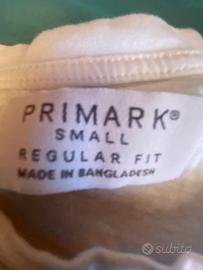 PRIMARK®
SMALL
REGULAR FIT
MADE IN BANGLADESH
subito